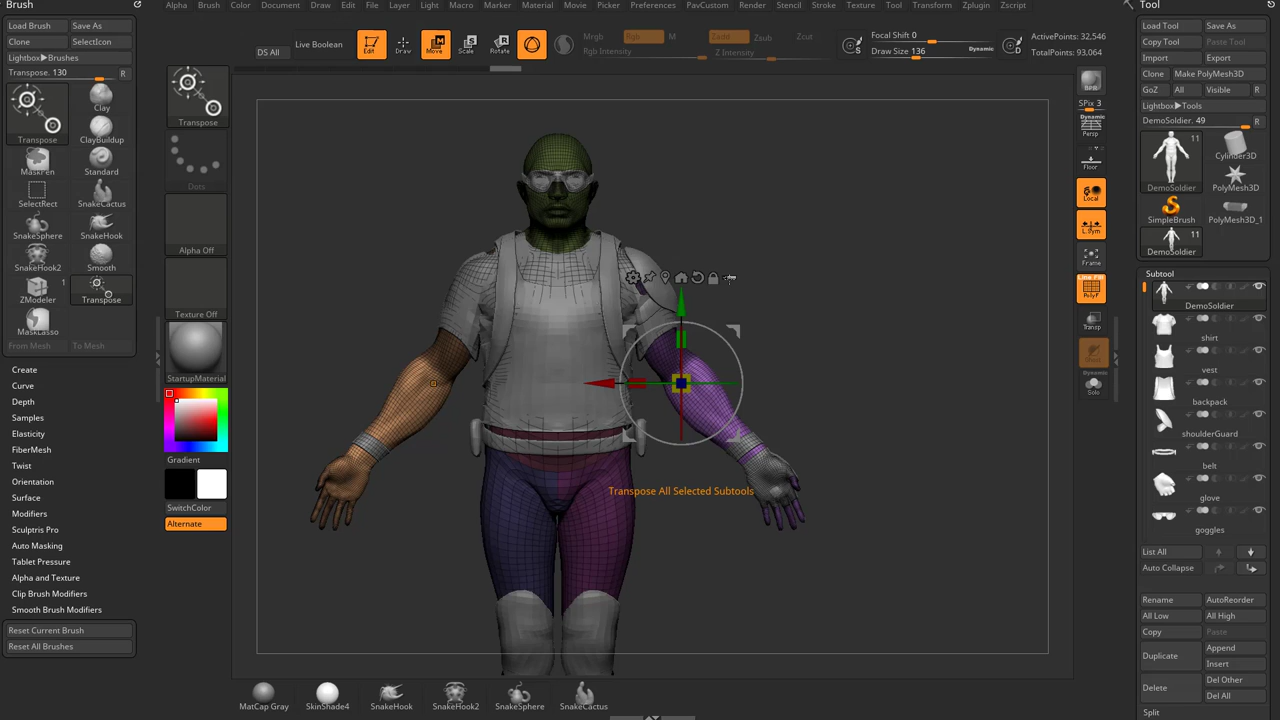 Brush
Alpha Brush Color Document Draw Edit File Layer Light Macro Marker Material Movie Picker Preferences PavCustom Render Stencil Stroke Texture Tool Transform Zplugin Zscript
Tool
Load Brush Save As
Clone SelectIcon
Lightbox▶Brushes
Transpose. 130 R
Transpose
Clay
ClayBuildup
MaskPen Standard
SelectRect SnakeCactus
SnakeSphere SnakeHook
SnakeHook2 Smooth
ZModeler 1 Transpose
MaskLasso
From Mesh To Mesh
Create
Curve
Depth
Samples
Elasticity
FiberMesh
Twist
Orientation
Surface
Modifiers
Sculptris Pro
Auto Masking
Tablet Pressure
Alpha and Texture
Clip Brush Modifiers
Smooth Brush Modifiers
Reset Current Brush
Reset All Brushes
DS All
Live Boolean
Edit Draw Move Scale Rotate
Mrgb Rgb M
Rgb Intensity
Zadd Zsub Zcut
Z Intensity
Focal Shift 0
Draw Size 136 Dynamic
S
D
ActivePoints: 32,546
TotalPoints: 93,064
Transpose
Dots
Alpha Off
Texture Off
StartupMaterial
Gradient
SwitchColor
Alternate
Transpose All Selected Subtools
MatCap Gray SkinShade4 SnakeHook SnakeHook2 SnakeSphere SnakeCactus
BPR
SPix 3
Dynamic
Persp
Floor
Local
L.Sym
Frame
Line Fill
PolyF
Transp
Dynamic
Solo
Load Tool Save As
Copy Tool Paste Tool
Import Export
Clone Make PolyMesh3D
GoZ All Visible R
Lightbox▶Tools
DemoSoldier. 49 R
11
DemoSoldier
Cylinder3D
PolyMesh3D
SimpleBrush PolyMesh3D_1
11
DemoSoldier
Subtool
DemoSoldier
shirt
vest
backpack
shoulderGuard
belt
glove
goggles
List All
Auto Collapse
Rename AutoReorder
All Low All High
Copy Paste
Duplicate Append
Insert
Delete Del Other
Del All
Split